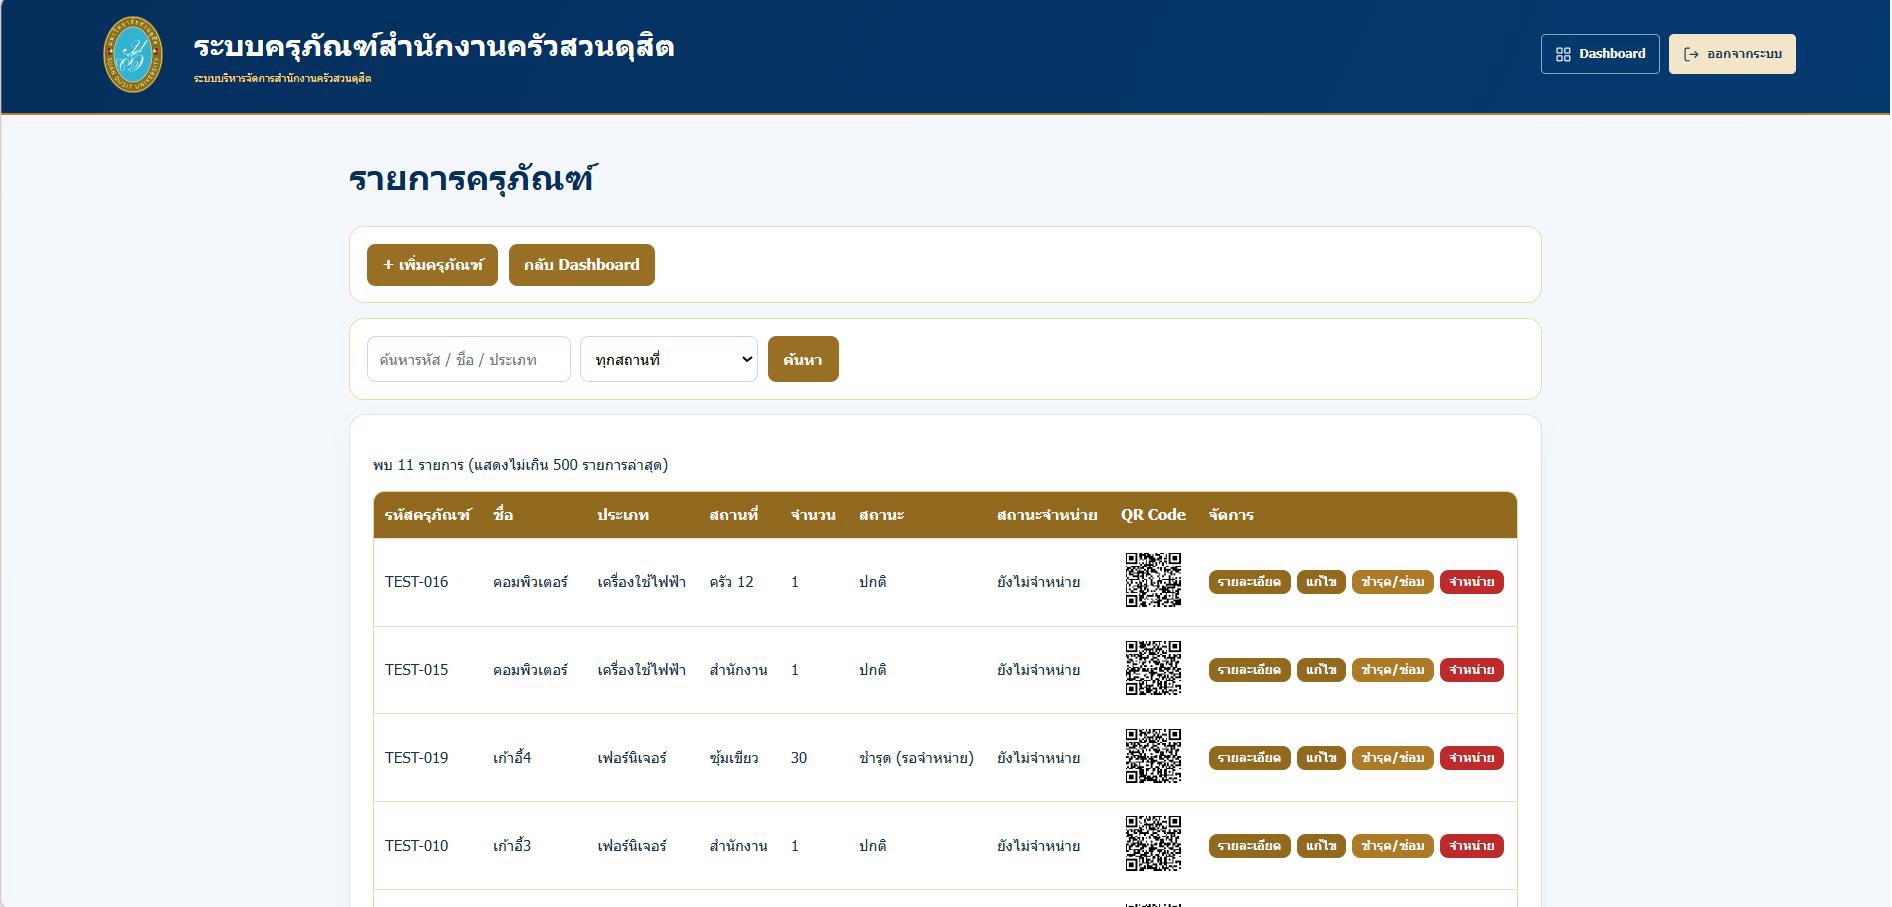 ระบบครุภัณฑ์สำนักงานครัวสวนดุสิต
ระบบบริหารจัดการสำนักงานครัวสวนดุสิต
Dashboard
ออกจากระบบ
รายการครุภัณฑ์
+ เพิ่มครุภัณฑ์ กลับ Dashboard
ค้นหารหัส / ชื่อ / ประเภท ทุกสถานที่ ค้นหา
พบ 11 รายการ (แสดงไม่เกิน 500 รายการล่าสุด)
รหัสครุภัณฑ์ ชื่อ ประเภท สถานที่ จำนวน สถานะ สถานะจำหน่าย QR Code จัดการ
TEST-016 คอมพิวเตอร์ เครื่องใช้ไฟฟ้า ครัว 12 1 ปกติ ยังไม่จำหน่าย รายละเอียด แก้ไข ชำรุด/ซ่อม จำหน่าย
TEST-015 คอมพิวเตอร์ เครื่องใช้ไฟฟ้า สำนักงาน 1 ปกติ ยังไม่จำหน่าย รายละเอียด แก้ไข ชำรุด/ซ่อม จำหน่าย
TEST-019 เก้าอี้4 เฟอร์นิเจอร์ ซุ้มเขียว 30 ชำรุด (รอจำหน่าย) ยังไม่จำหน่าย รายละเอียด แก้ไข ชำรุด/ซ่อม จำหน่าย
TEST-010 เก้าอี้3 เฟอร์นิเจอร์ สำนักงาน 1 ปกติ ยังไม่จำหน่าย รายละเอียด แก้ไข ชำรุด/ซ่อม จำหน่าย